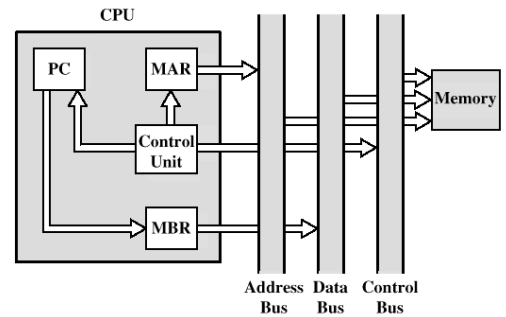 CPU
PC
MAR
Memory
Control
Unit
MBR
Address Data Control
Bus Bus Bus